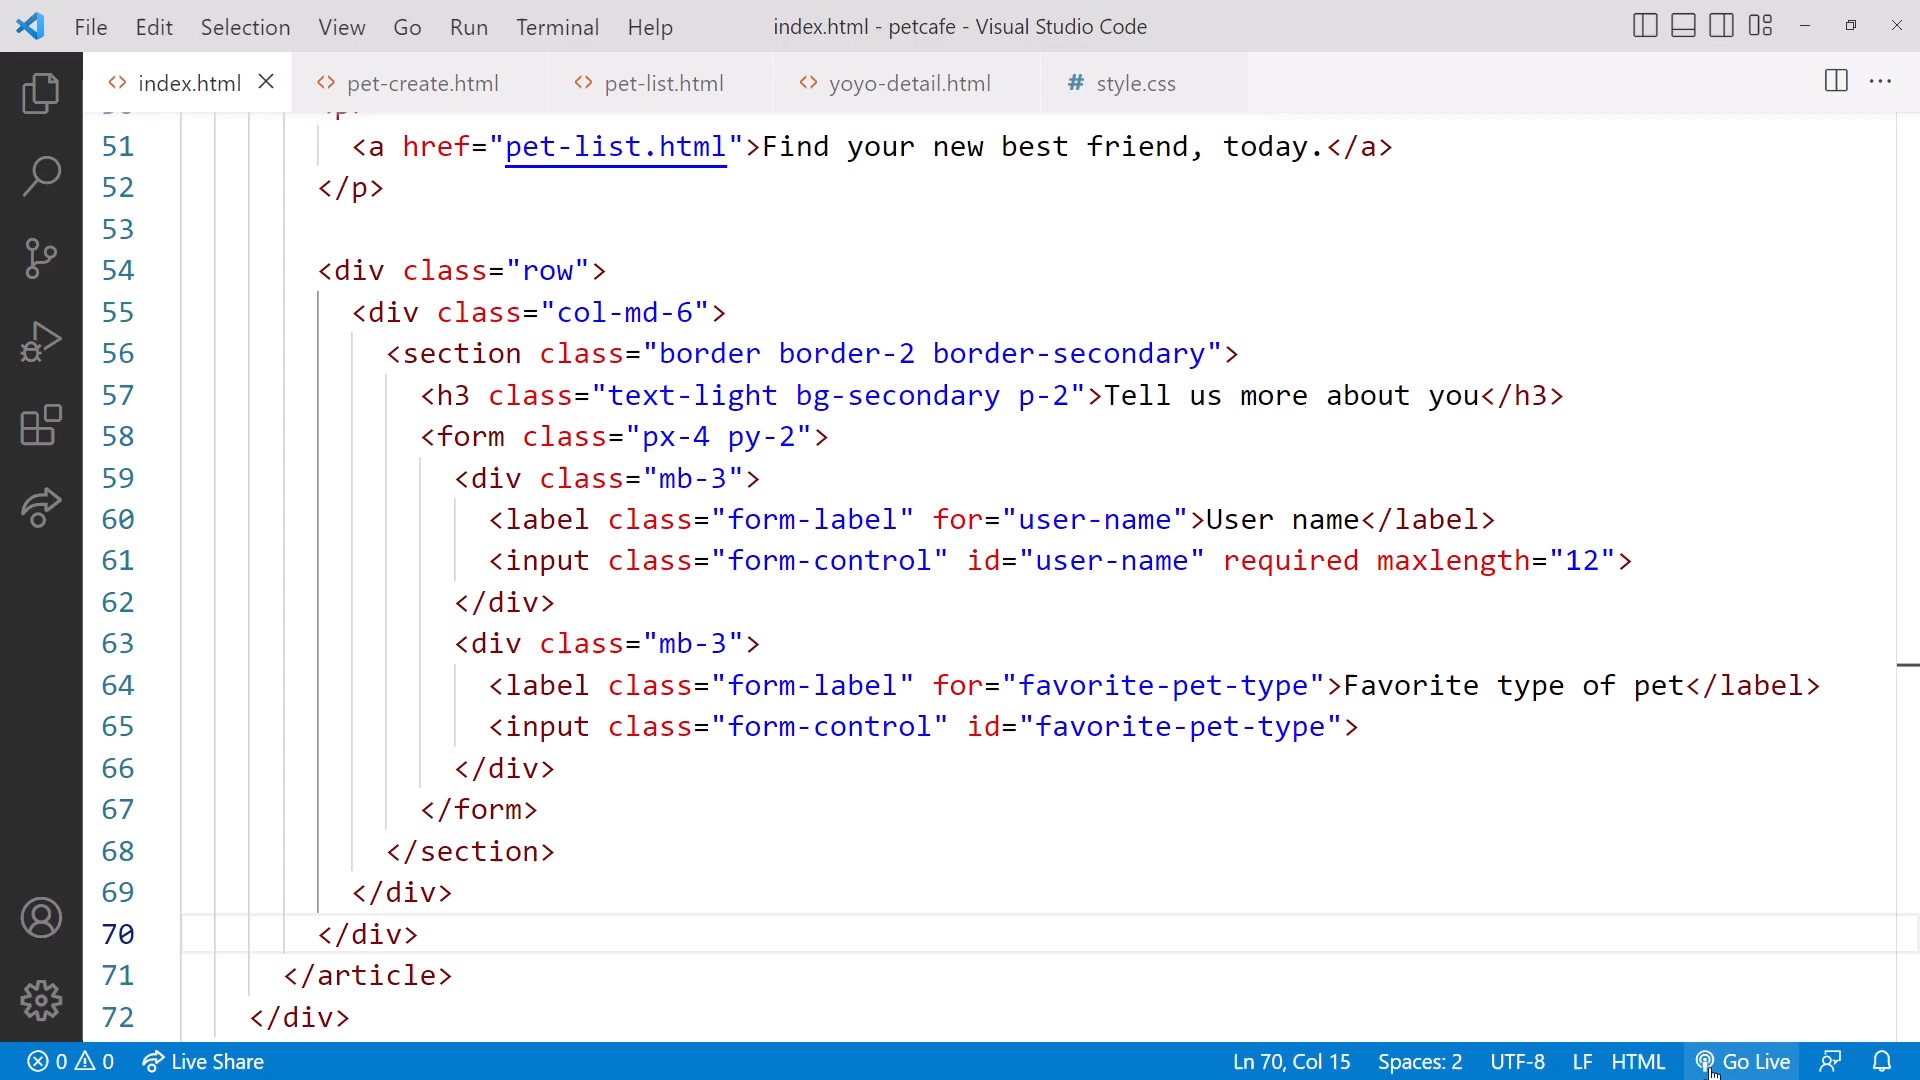 File Edit Selection View Go Run Terminal Help index.html - petcafe - Visual Studio Code
<> index.html <> pet-create.html <> pet-list.html <> yoyo-detail.html # style.css
51 <a href="pet-list.html">Find your new best friend, today.</a>
52 </p>
53
54 <div class="row">
55 <div class="col-md-6">
56 <section class="border border-2 border-secondary">
57 <h3 class="text-light bg-secondary p-2">Tell us more about you</h3>
58 <form class="px-4 py-2">
59 <div class="mb-3">
60 <label class="form-label" for="user-name">User name</label>
61 <input class="form-control" id="user-name" required maxlength="12">
62 </div>
63 <div class="mb-3">
64 <label class="form-label" for="favorite-pet-type">Favorite type of pet</label>
65 <input class="form-control" id="favorite-pet-type">
66 </div>
67 </form>
68 </section>
69 </div>
70 </div>
71 </article>
72 </div>
0 0 Live Share Ln 70, Col 15 Spaces: 2 UTF-8 LF HTML Go Live